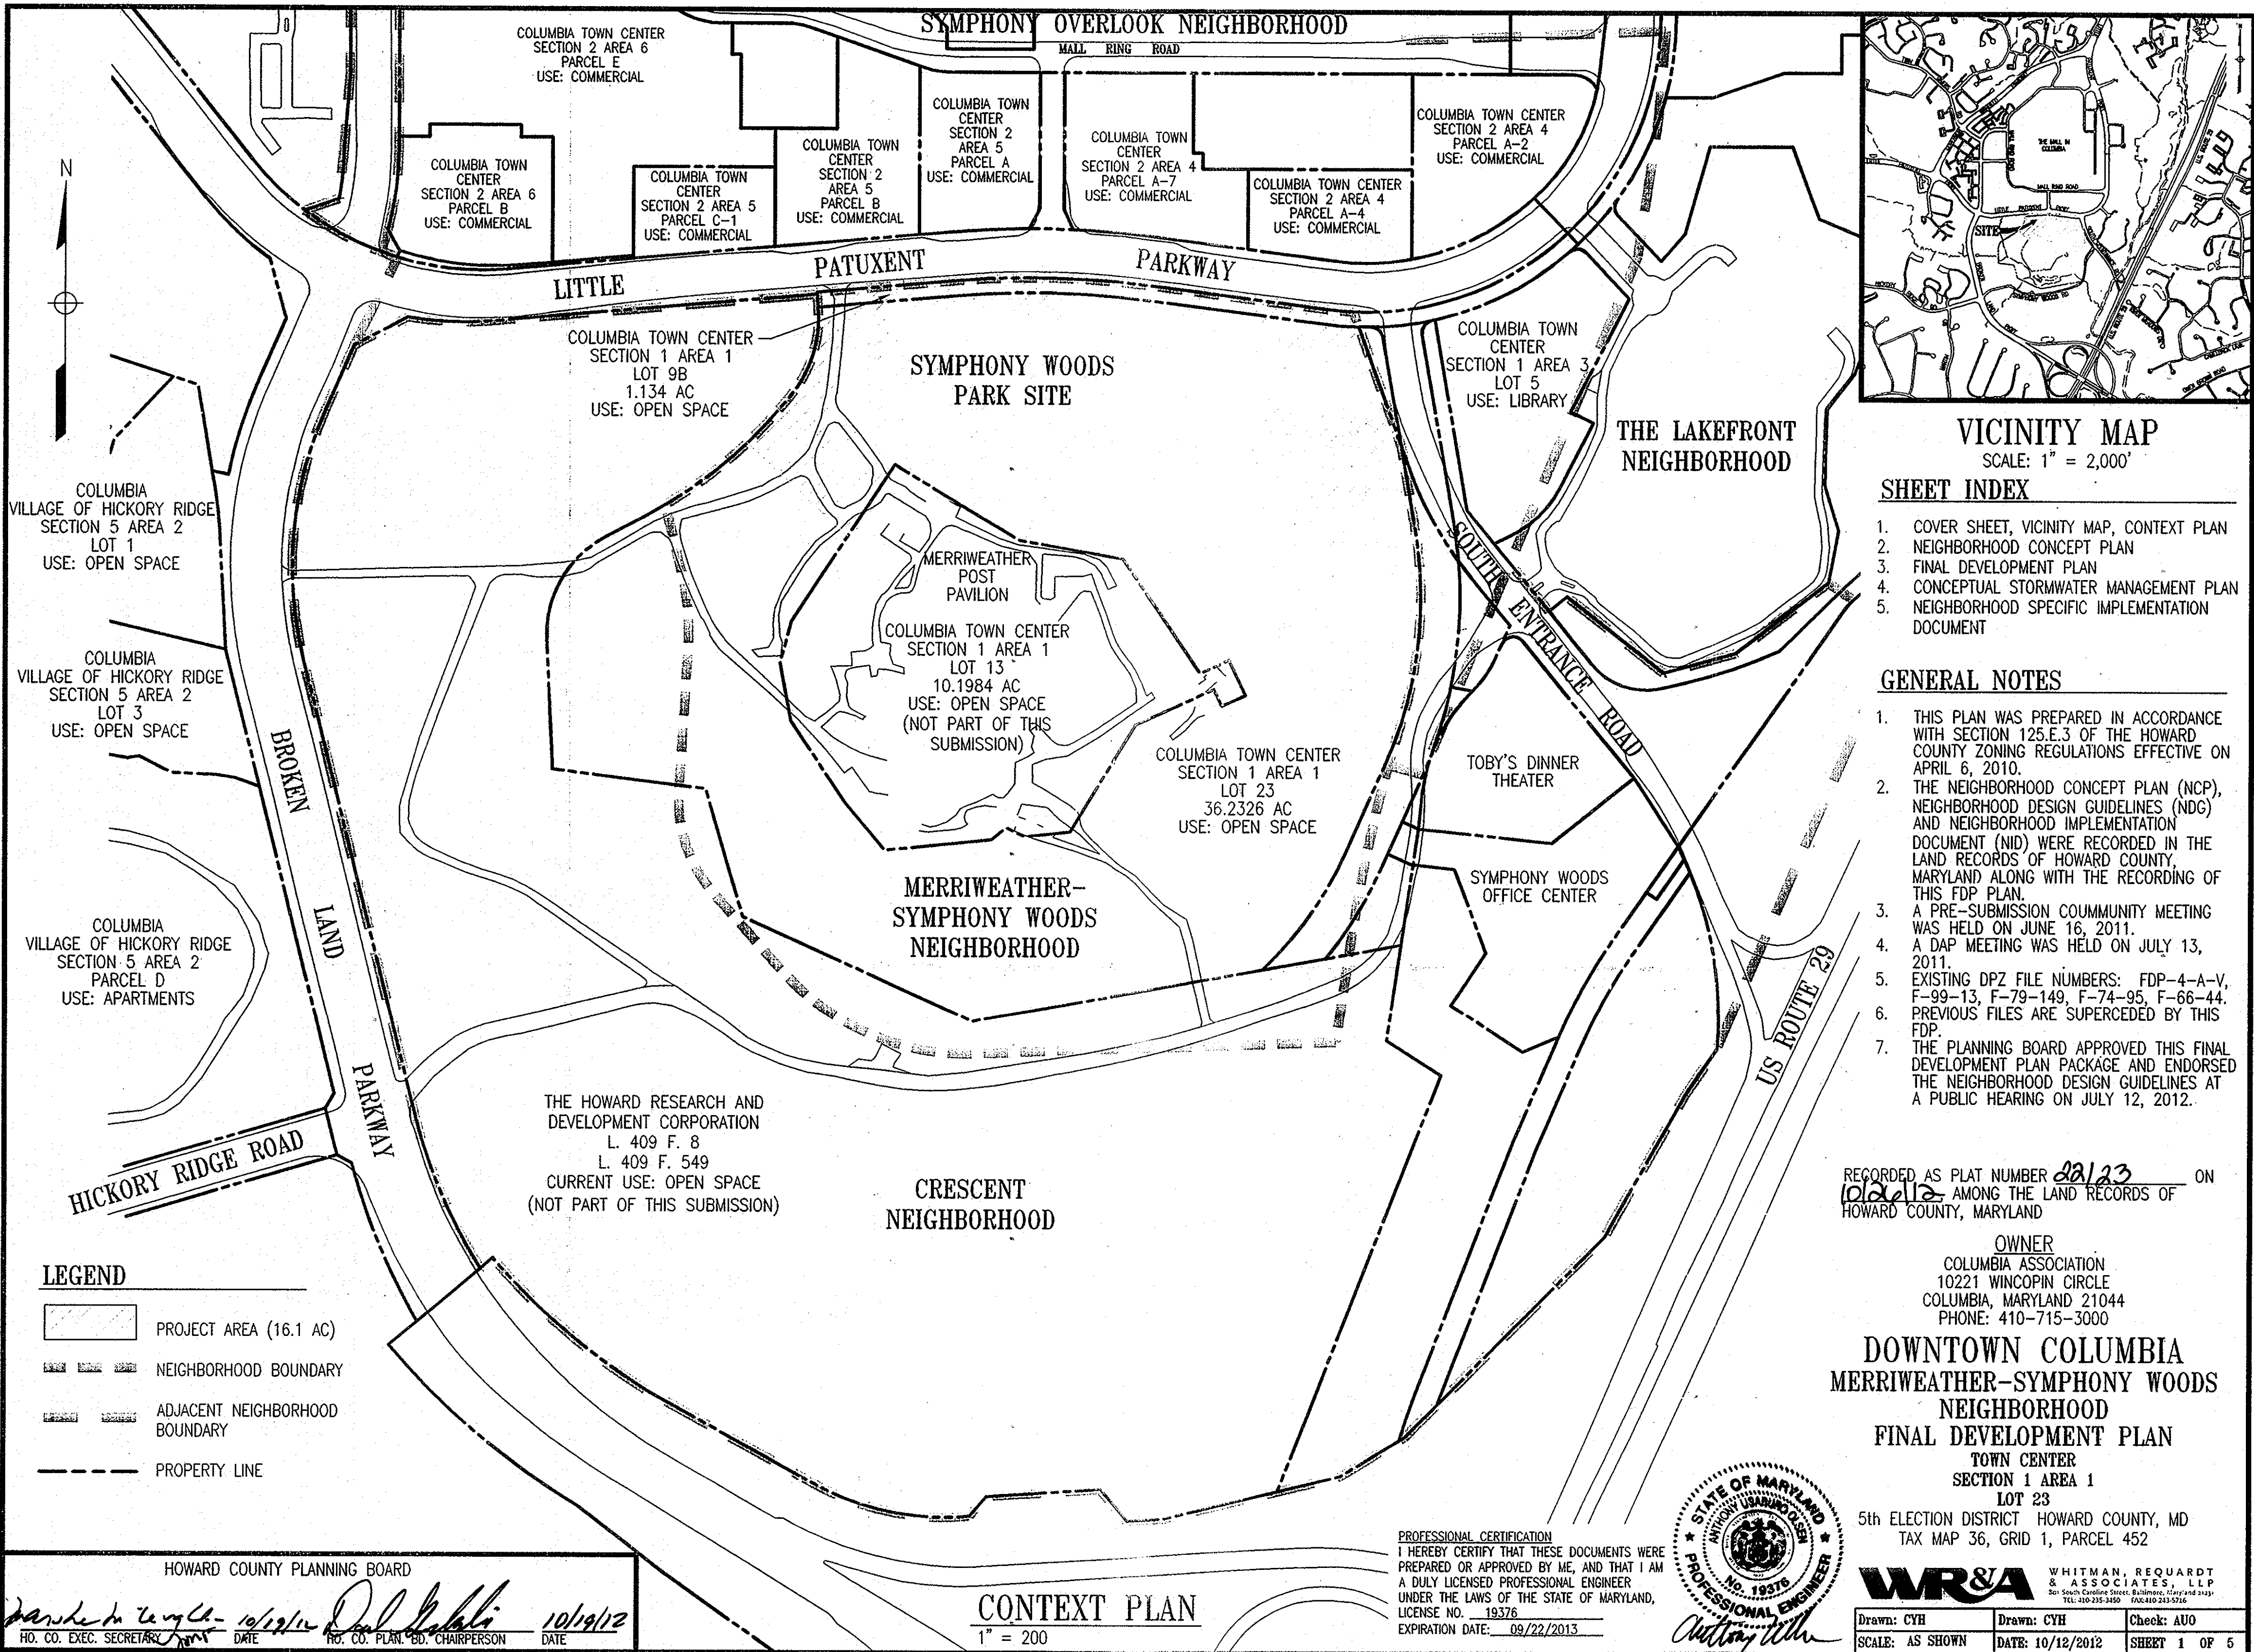 SYMPHONY OVERLOOK NEIGHBORHOOD
MALL RING ROAD
COLUMBIA TOWN CENTER
SECTION 2 AREA 6
PARCEL E
USE: COMMERCIAL
COLUMBIA TOWN
CENTER
SECTION 2 AREA 6
PARCEL B
USE: COMMERCIAL
COLUMBIA TOWN
CENTER
SECTION 2 AREA 5
PARCEL C-1
USE: COMMERCIAL
COLUMBIA TOWN
CENTER
SECTION 2
AREA 5
PARCEL B
USE: COMMERCIAL
COLUMBIA TOWN
CENTER
SECTION 2
AREA 5
PARCEL A
USE: COMMERCIAL
COLUMBIA TOWN
CENTER
SECTION 2 AREA 4
PARCEL A-7
USE: COMMERCIAL
COLUMBIA TOWN CENTER
SECTION 2 AREA 4
PARCEL A-4
USE: COMMERCIAL
COLUMBIA TOWN CENTER
SECTION 2 AREA 4
PARCEL A-2
USE: COMMERCIAL
N
LITTLE PATUXENT PARKWAY
COLUMBIA TOWN CENTER
SECTION 1 AREA 1
LOT 9B
1.134 AC
USE: OPEN SPACE
SYMPHONY WOODS
PARK SITE
COLUMBIA TOWN
CENTER
SECTION 1 AREA 3
LOT 5
USE: LIBRARY
THE LAKEFRONT
NEIGHBORHOOD
COLUMBIA
VILLAGE OF HICKORY RIDGE
SECTION 5 AREA 2
LOT 1
USE: OPEN SPACE
COLUMBIA
VILLAGE OF HICKORY RIDGE
SECTION 5 AREA 2
LOT 3
USE: OPEN SPACE
COLUMBIA
VILLAGE OF HICKORY RIDGE
SECTION 5 AREA 2
PARCEL D
USE: APARTMENTS
MERRIWEATHER
POST
PAVILION
COLUMBIA TOWN CENTER
SECTION 1 AREA 1
LOT 13
10.1984 AC
USE: OPEN SPACE
(NOT PART OF THIS
SUBMISSION)
COLUMBIA TOWN CENTER
SECTION 1 AREA 1
LOT 23
36.2326 AC
USE: OPEN SPACE
SOUTH ENTRANCE ROAD
TOBY'S DINNER
THEATER
SYMPHONY WOODS
OFFICE CENTER
MERRIWEATHER-
SYMPHONY WOODS
NEIGHBORHOOD
BROKEN LAND PARKWAY
US ROUTE 29
HICKORY RIDGE ROAD
THE HOWARD RESEARCH AND
DEVELOPMENT CORPORATION
L. 409 F. 8
L. 409 F. 549
CURRENT USE: OPEN SPACE
(NOT PART OF THIS SUBMISSION)
CRESCENT
NEIGHBORHOOD
LEGEND
PROJECT AREA (16.1 AC)
NEIGHBORHOOD BOUNDARY
ADJACENT NEIGHBORHOOD
BOUNDARY
PROPERTY LINE
HOWARD COUNTY PLANNING BOARD
10/19/12
10/19/12
HO. CO. EXEC. SECRETARY DATE HO. CO. PLAN. BD. CHAIRPERSON DATE
CONTEXT PLAN
1" = 200
PROFESSIONAL CERTIFICATION
I HEREBY CERTIFY THAT THESE DOCUMENTS WERE
PREPARED OR APPROVED BY ME, AND THAT I AM
A DULY LICENSED PROFESSIONAL ENGINEER
UNDER THE LAWS OF THE STATE OF MARYLAND,
LICENSE NO. 19376
EXPIRATION DATE: 09/22/2013
STATE OF MARYLAND
No. 19376
PROFESSIONAL ENGINEER
THE MALL IN
COLUMBIA
MALL RING ROAD
SITE
VICINITY MAP
SCALE: 1" = 2,000'
SHEET INDEX
1. COVER SHEET, VICINITY MAP, CONTEXT PLAN
2. NEIGHBORHOOD CONCEPT PLAN
3. FINAL DEVELOPMENT PLAN
4. CONCEPTUAL STORMWATER MANAGEMENT PLAN
5. NEIGHBORHOOD SPECIFIC IMPLEMENTATION
DOCUMENT
GENERAL NOTES
1. THIS PLAN WAS PREPARED IN ACCORDANCE
WITH SECTION 125.E.3 OF THE HOWARD
COUNTY ZONING REGULATIONS EFFECTIVE ON
APRIL 6, 2010.
2. THE NEIGHBORHOOD CONCEPT PLAN (NCP),
NEIGHBORHOOD DESIGN GUIDELINES (NDG)
AND NEIGHBORHOOD IMPLEMENTATION
DOCUMENT (NID) WERE RECORDED IN THE
LAND RECORDS OF HOWARD COUNTY,
MARYLAND ALONG WITH THE RECORDING OF
THIS FDP PLAN.
3. A PRE-SUBMISSION COUMMUNITY MEETING
WAS HELD ON JUNE 16, 2011.
4. A DAP MEETING WAS HELD ON JULY 13,
2011.
5. EXISTING DPZ FILE NUMBERS: FDP-4-A-V,
F-99-13, F-79-149, F-74-95, F-66-44.
6. PREVIOUS FILES ARE SUPERCEDED BY THIS
FDP.
7. THE PLANNING BOARD APPROVED THIS FINAL
DEVELOPMENT PLAN PACKAGE AND ENDORSED
THE NEIGHBORHOOD DESIGN GUIDELINES AT
A PUBLIC HEARING ON JULY 12, 2012.
RECORDED AS PLAT NUMBER 22123 ON
10/26/12 AMONG THE LAND RECORDS OF
HOWARD COUNTY, MARYLAND
OWNER
COLUMBIA ASSOCIATION
10221 WINCOPIN CIRCLE
COLUMBIA, MARYLAND 21044
PHONE: 410-715-3000
DOWNTOWN COLUMBIA
MERRIWEATHER-SYMPHONY WOODS
NEIGHBORHOOD
FINAL DEVELOPMENT PLAN
TOWN CENTER
SECTION 1 AREA 1
LOT 23
5th ELECTION DISTRICT HOWARD COUNTY, MD
TAX MAP 36, GRID 1, PARCEL 452
WR&A WHITMAN, REQUARDT
& ASSOCIATES, LLP
801 South Caroline Street, Baltimore, Maryland 21231
TEL: 410-235-3450 FAX: 410-243-5716
Drawn: CYH Drawn: CYH Check: AUO
SCALE: AS SHOWN DATE: 10/12/2012 SHEET 1 OF 5